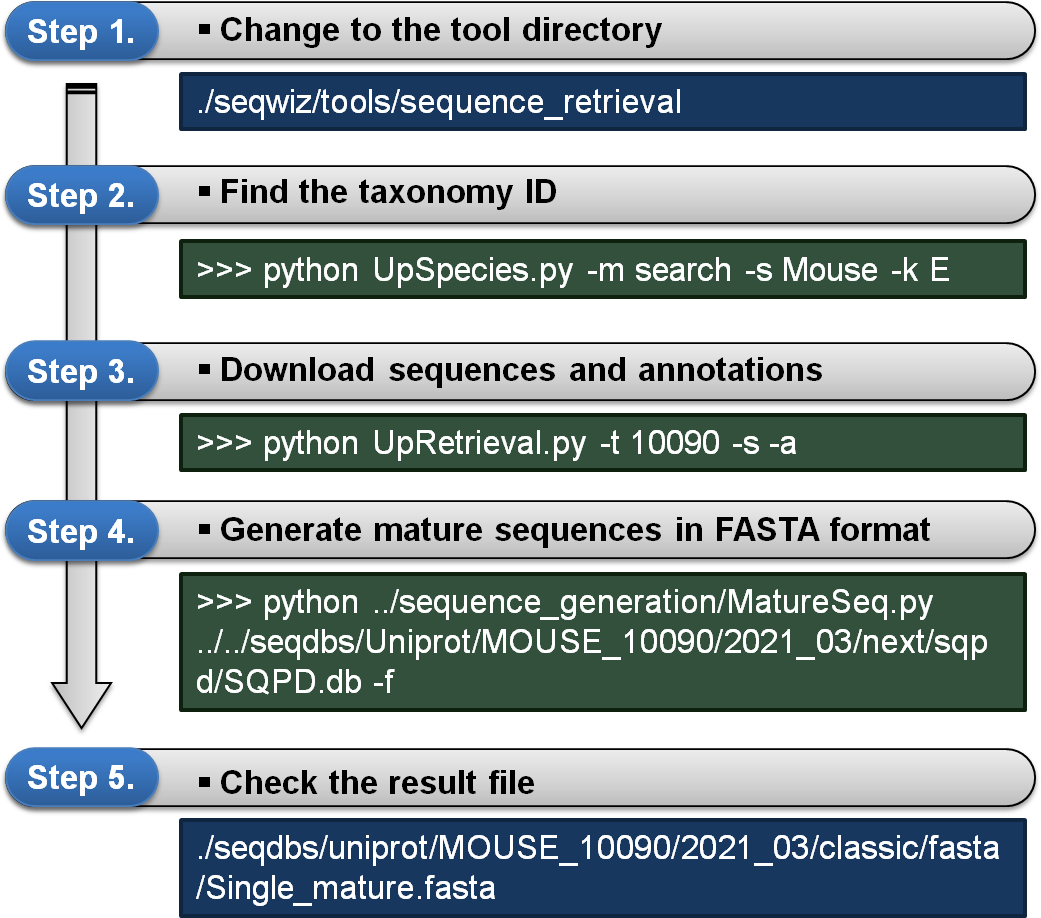 Step 1.
▪ Change to the tool directory
./seqwiz/tools/sequence_retrieval
Step 2.
▪ Find the taxonomy ID
>>> python UpSpecies.py -m search -s Mouse -k E
Step 3.
▪ Download sequences and annotations
>>> python UpRetrieval.py -t 10090 -s -a
Step 4.
▪ Generate mature sequences in FASTA format
>>> python ../sequence_generation/MatureSeq.py
../../seqdbs/Uniprot/MOUSE_10090/2021_03/next/sqp
d/SQPD.db -f
Step 5.
▪ Check the result file
./seqdbs/uniprot/MOUSE_10090/2021_03/classic/fasta
/Single_mature.fasta